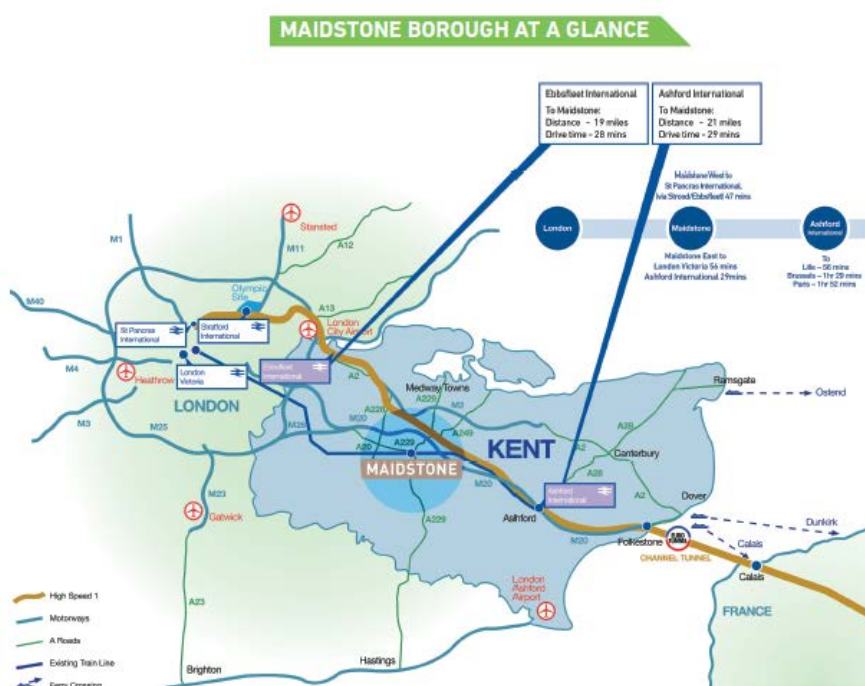 MAIDSTONE BOROUGH AT A GLANCE
Ebbsfleet International
To Maidstone:
Distance - 19 miles
Drive time - 28 mins
Ashford International
To Maidstone:
Distance - 21 miles
Drive time - 29 mins
Maidstone West to
St Pancras International,
(via Strood/Ebbsfleet) 47 mins
London
Maidstone
Ashford
International
Maidstone East to
London Victoria 56 mins
Ashford International 29mins
To
Lille - 56 mins
Brussels - 1hr 29 mins
Paris - 1hr 52 mins
Stansted
M1
M11
A12
Olympic
Site
M40
A13
London
City Airport
St Pancras
International
Stratford
International
M4
London
Victoria
Ebbsfleet
International
A2
Heathrow
LONDON
Medway Towns
A229
A228
M2
M3
M25
M26
M20
A249
A20
A229
MAIDSTONE
KENT
M20
Ramsgate
Ostend
A28
A2
Canterbury
A28
A2
Ashford
International
Ashford
Dover
Dunkirk
M23
Gatwick
A229
M20
Folkestone
EURO
TUNNEL
Calais
CHANNEL TUNNEL
Calais
FRANCE
London
Ashford
Airport
A23
Brighton
Hastings
High Speed 1
Motorways
A Roads
Existing Train Line
Ferry Crossing